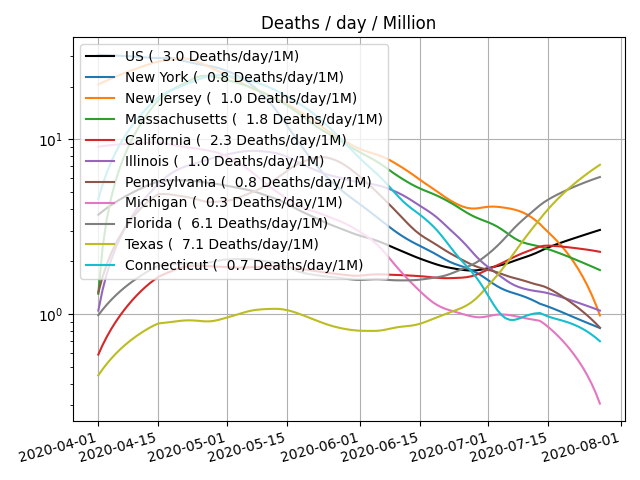 Deaths / day / Million
US (  3.0 Deaths/day/1M)
New York (  0.8 Deaths/day/1M)
New Jersey (  1.0 Deaths/day/1M)
Massachusetts (  1.8 Deaths/day/1M)
California (  2.3 Deaths/day/1M)
Illinois (  1.0 Deaths/day/1M)
Pennsylvania (  0.8 Deaths/day/1M)
Michigan (  0.3 Deaths/day/1M)
Florida (  6.1 Deaths/day/1M)
Texas (  7.1 Deaths/day/1M)
Connecticut (  0.7 Deaths/day/1M)
10¹
10⁰
2020-04-01 2020-04-15 2020-05-01 2020-05-15 2020-06-01 2020-06-15 2020-07-01 2020-07-15 2020-08-01